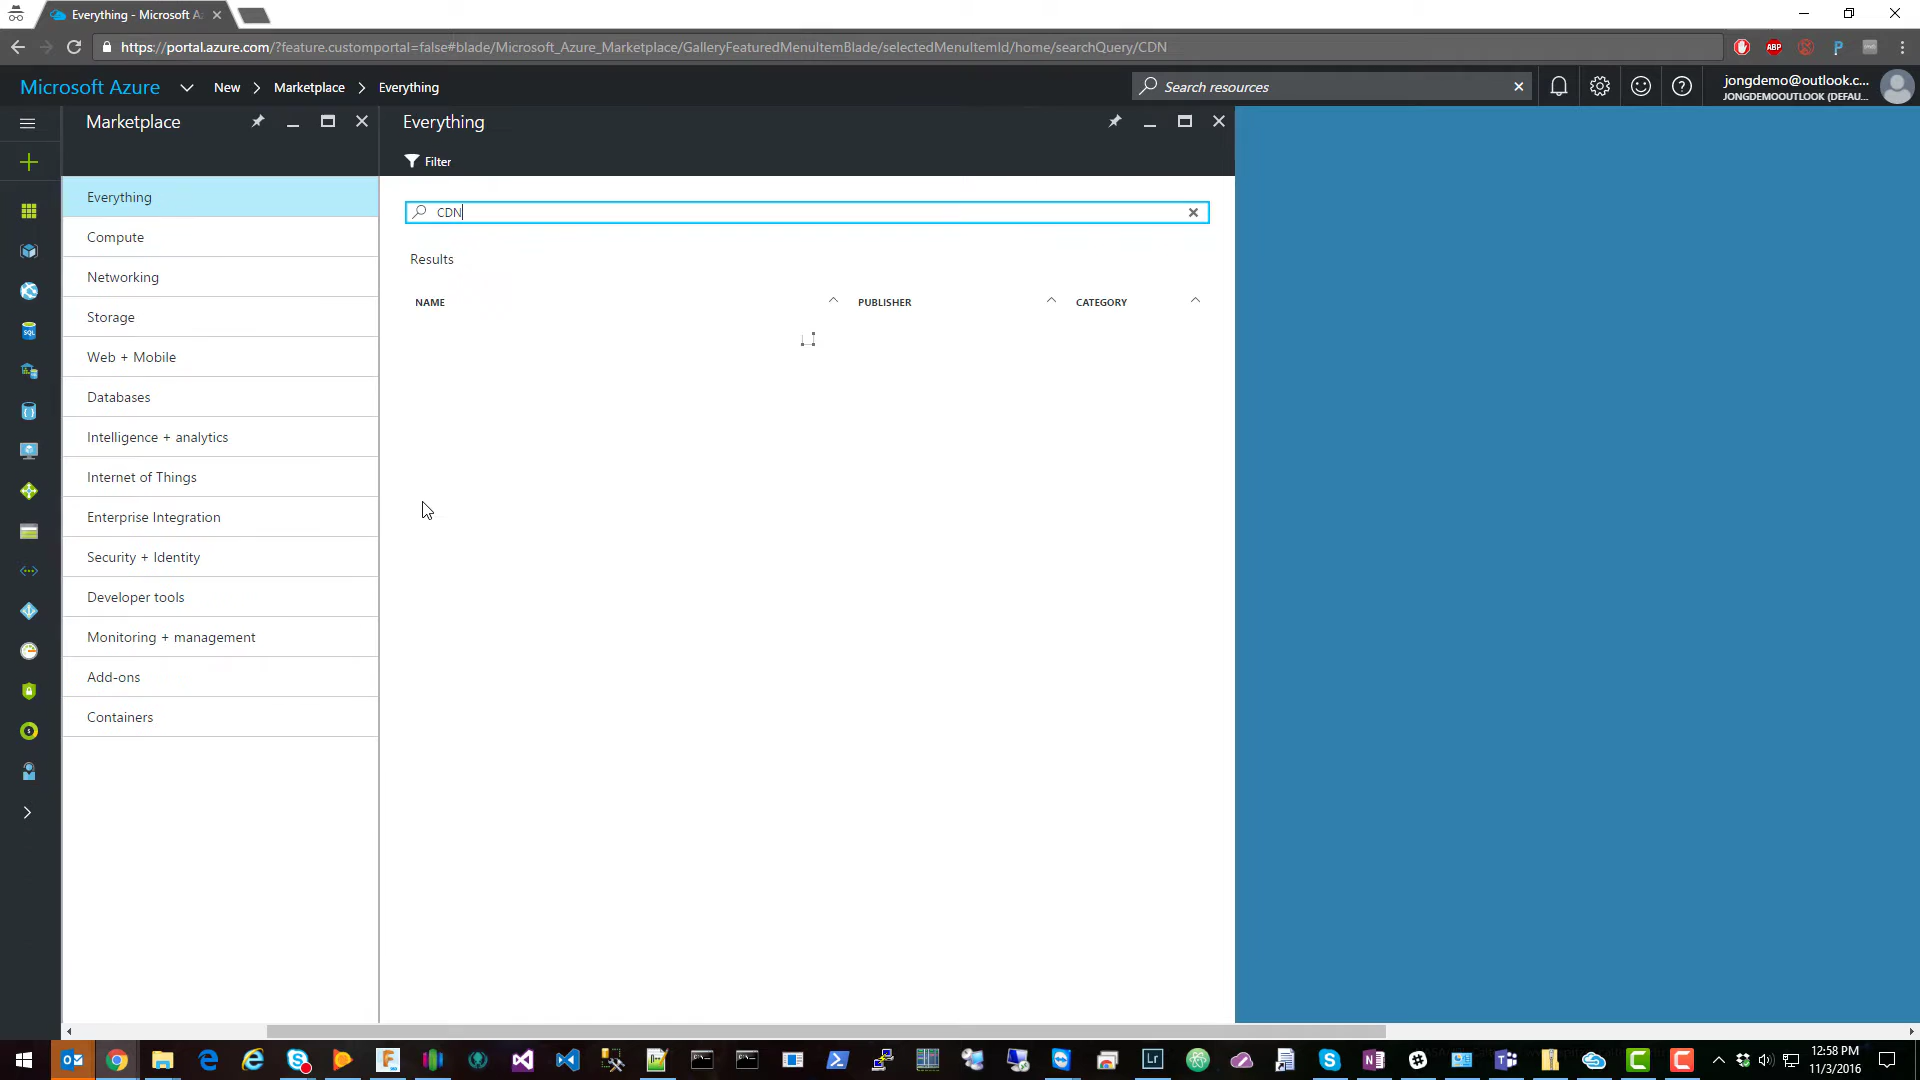 Everything - Microsoft A
https://portal.azure.com/?feature.customportal=false#blade/Microsoft_Azure_Marketplace/GalleryFeaturedMenuItemBlade/selectedMenuItemId/home/searchQuery/CDN
ABP
Microsoft Azure
New
Marketplace
Everything
Search resources
jongdemo@outlook.c...
JONGDEMOOUTLOOK (DEFAU...
Marketplace
Everything
Filter
Everything
Compute
Networking
Storage
Web + Mobile
Databases
Intelligence + analytics
Internet of Things
Enterprise Integration
Security + Identity
Developer tools
Monitoring + management
Add-ons
Containers
CDN
Results
NAME
PUBLISHER
CATEGORY
SQL
12:58 PM
11/3/2016